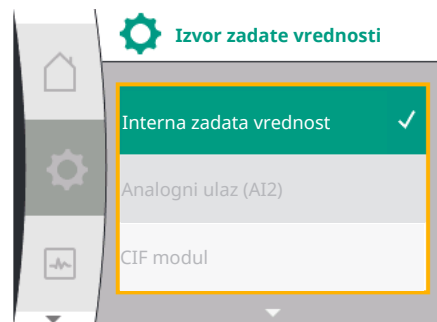 Izvor zadate vrednosti
Interna zadata vrednost
Analogni ulaz (AI2)
CIF modul